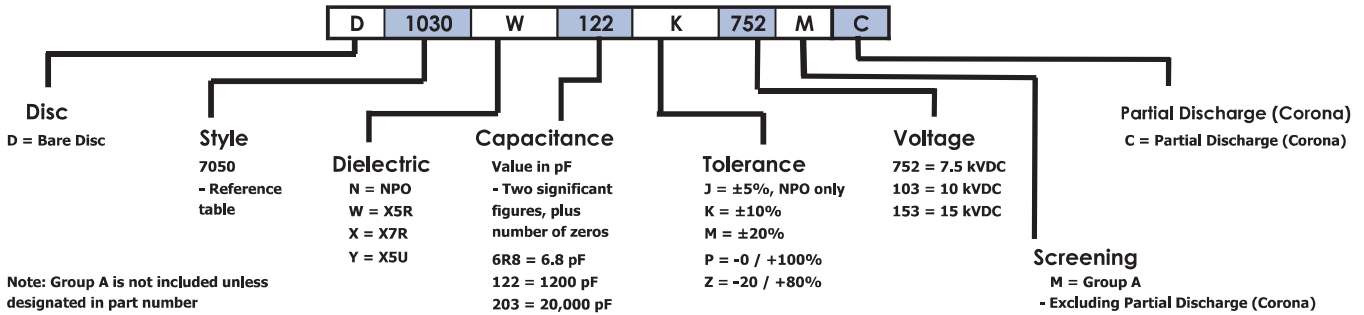 D 1030 W 122 K 752 M C
Disc
D = Bare Disc
Style
7050
- Reference
table
Dielectric
N = NPO
W = X5R
X = X7R
Y = X5U
Capacitance
Value in pF
- Two significant
figures, plus
number of zeros
6R8 = 6.8 pF
122 = 1200 pF
203 = 20,000 pF
Tolerance
J = ±5%, NPO only
K = ±10%
M = ±20%
P = -0 / +100%
Z = -20 / +80%
Voltage
752 = 7.5 kVDC
103 = 10 kVDC
153 = 15 kVDC
Screening
M = Group A
- Excluding Partial Discharge (Corona)
Partial Discharge (Corona)
C = Partial Discharge (Corona)
Note: Group A is not included unless
designated in part number